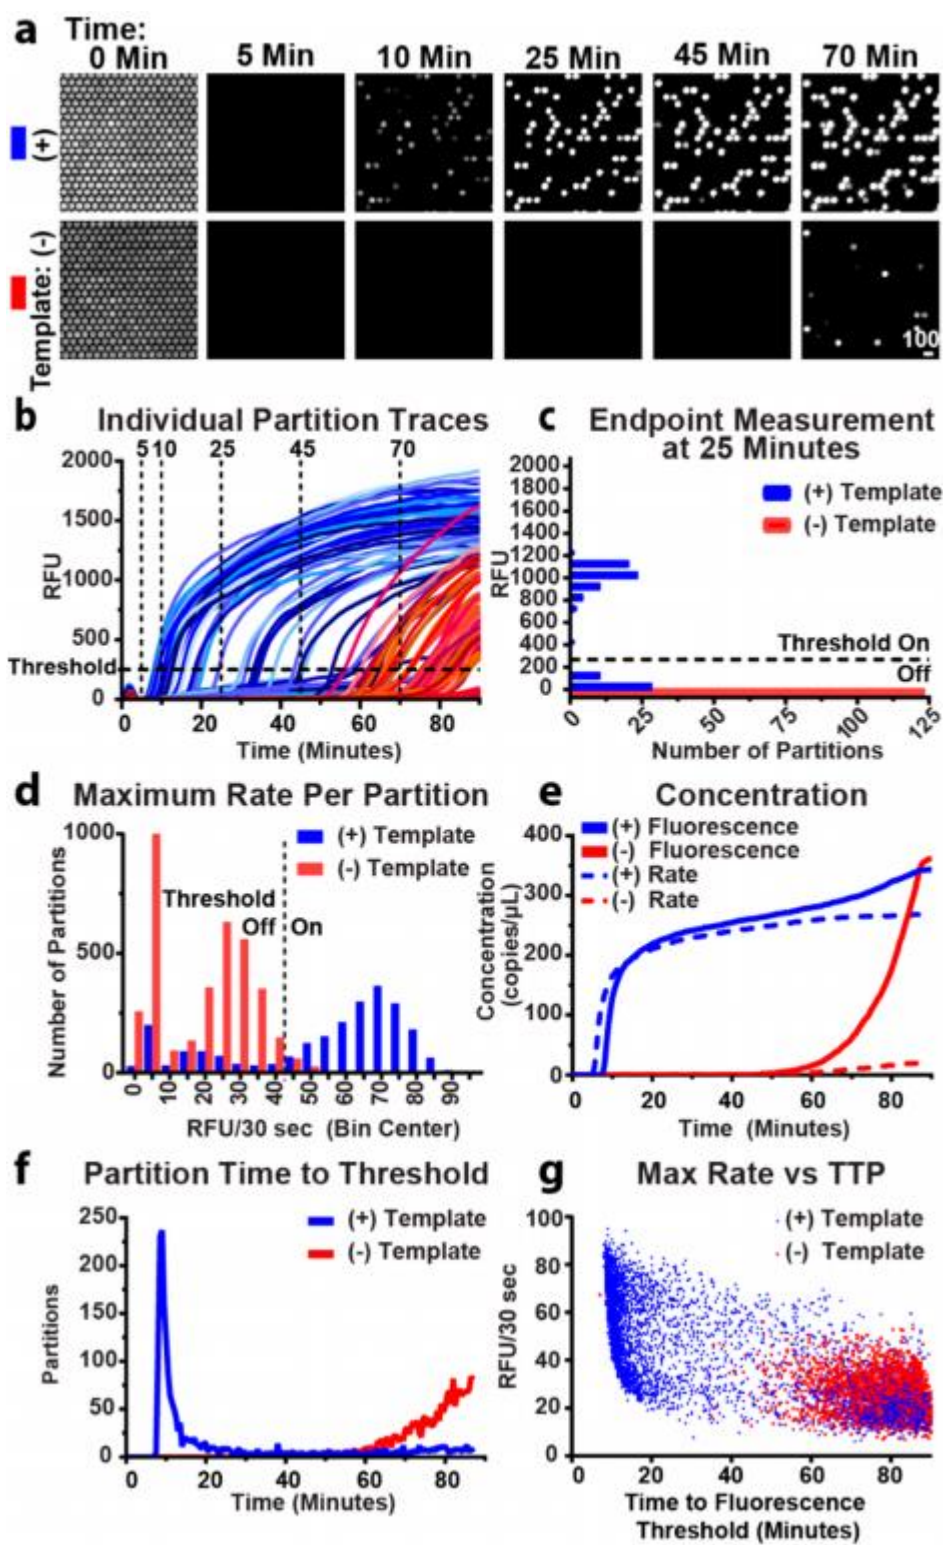 a Time:
0 Min 5 Min 10 Min 25 Min 45 Min 70 Min
(+)
Template: (-)
100
b Individual Partition Traces
5 10 25 45 70
2000
1500
1000
500
Threshold
0
RFU
0 20 40 60 80
Time (Minutes)
c Endpoint Measurement
at 25 Minutes
2000
1800
1600
1400
1200
1000
800
600
400
200
0
RFU
(+) Template
(-) Template
Threshold On
Off
0 25 50 75 100 125
Number of Partitions
d Maximum Rate Per Partition
1000
500
0
Number of Partitions
(+) Template
(-) Template
Threshold
Off On
0 10 20 30 40 50 60 70 80 90
RFU/30 sec (Bin Center)
e Concentration
400
300
200
100
0
Concentration
(copies/μL)
(+) Fluorescence
(-) Fluorescence
(+) Rate
(-) Rate
0 20 40 60 80
Time (Minutes)
f Partition Time to Threshold
250
200
150
100
50
0
Partitions
(+) Template
(-) Template
0 20 40 60 80
Time (Minutes)
g Max Rate vs TTP
100
80
60
40
20
0
RFU/30 sec
(+) Template
(-) Template
0 20 40 60 80
Time to Fluorescence
Threshold (Minutes)